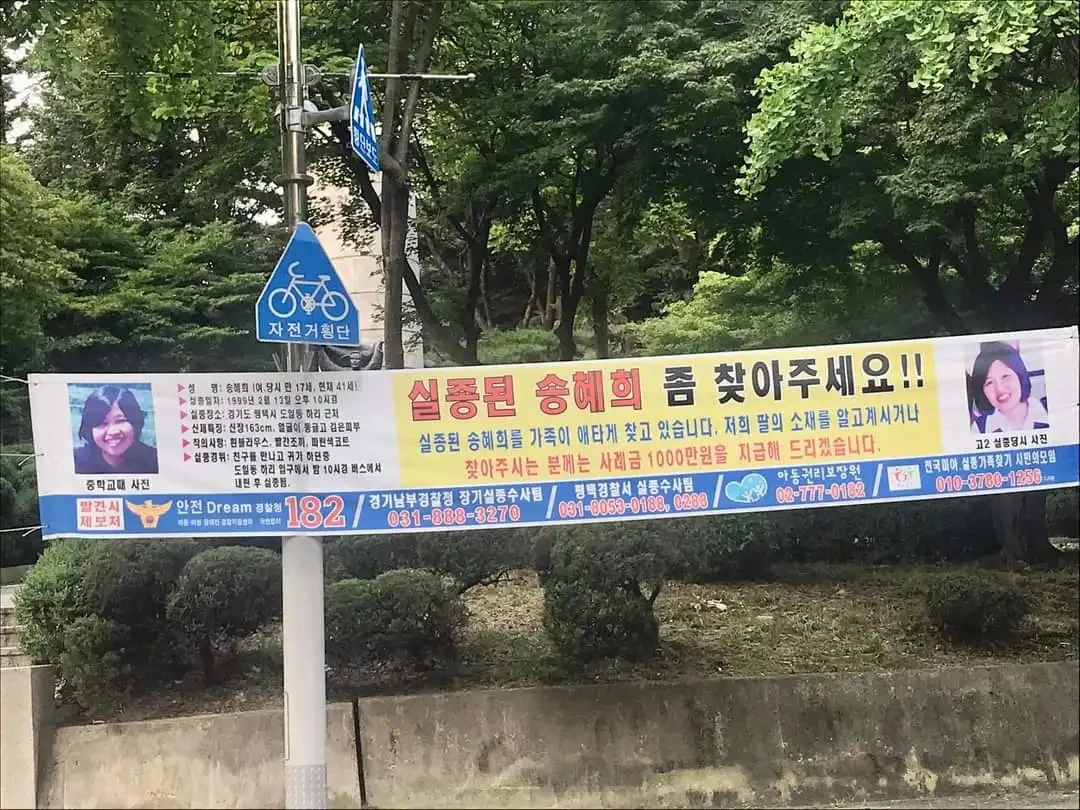 횡단보도
자전거횡단
중학교때 사진
▶성 명: 송혜희 (여.당시 만 17세, 현재 41세)
▶실종일자: 1999년 2월 13일 오후 10시경
▶실종장소: 경기도 평택시 도일동 하리 근처
▶신체특징: 신장163cm. 얼굴이 둥글고 검은피부
▶착의사항: 흰블라우스, 빨간조끼, 파란색코트
▶실종경위: 친구를 만나고 귀가 하던중
도일동 하리 입구에서 밤 10시경 버스에서
내린 후 실종됨.
실종된 송혜희 좀 찾아주세요!!
실종된 송혜희를 가족이 애타게 찾고 있습니다. 저희 딸의 소재를 알고계시거나
찾아주시는 분께는 사례금 1000만원을 지급해 드리겠습니다.
고2 실종당시 사진
발견시
제보처
안전 Dream 경찰청
182
경기남부경찰청 장기실종수사팀
031-888-3270
평택경찰서 실종수사팀
031-8053-0188, 0288
아동권리보장원
02-777-0182
전국미아.실종가족찾기 시민의모임
010-3780-1256